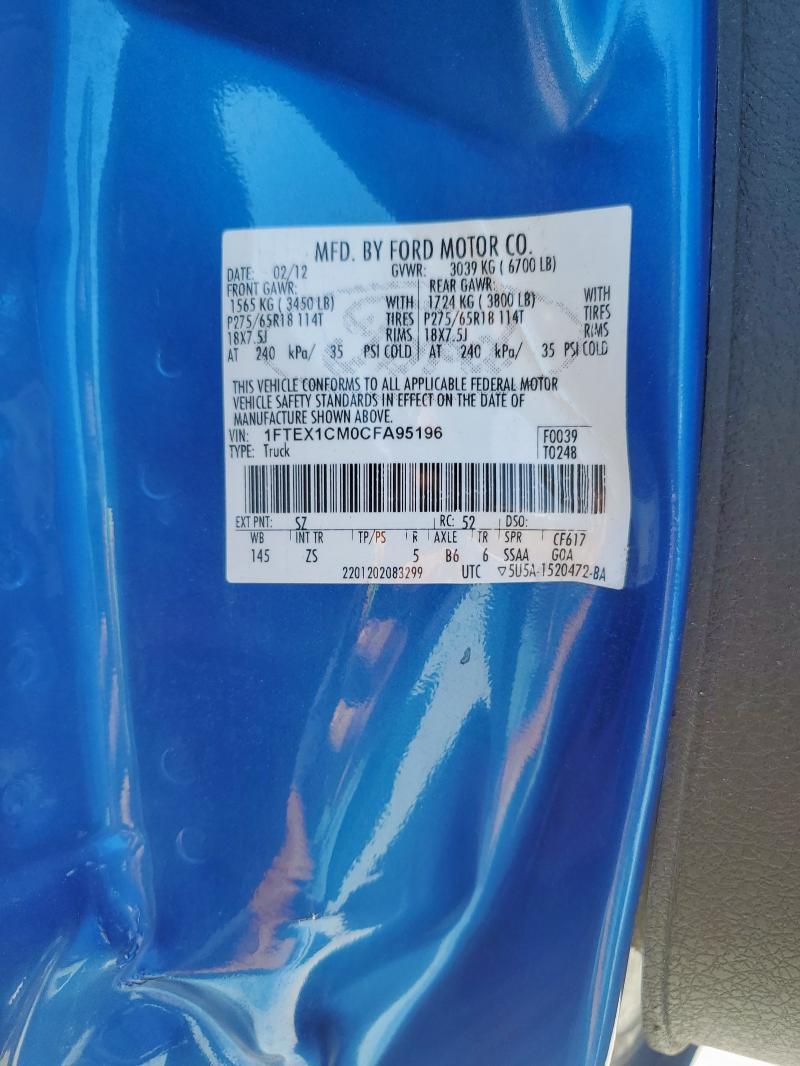 MFD. BY FORD MOTOR CO.
DATE: 02/12 GVWR: 3039 KG ( 6700 LB)
FRONT GAWR: REAR GAWR:
1565 KG ( 3450 LB) WITH 1724 KG ( 3800 LB) WITH
P275/65R18 114T TIRES P275/65R18 114T TIRES
18X7.5J RIMS 18X7.5J RIMS
AT 240 kPa/ 35 PSI COLD AT 240 kPa/ 35 PSI COLD
THIS VEHICLE CONFORMS TO ALL APPLICABLE FEDERAL MOTOR
VEHICLE SAFETY STANDARDS IN EFFECT ON THE DATE OF
MANUFACTURE SHOWN ABOVE.
VIN: 1FTEX1CM0CFA95196 F0039
TYPE: Truck T0248
EXT PNT: SZ RC: 52 DSO:
WB INT TR TP/PS R AXLE TR SPR CF617
145 ZS 5 B6 6 SSAA GOA
2201202083299 UTC ▽5U5A-1520472-BA